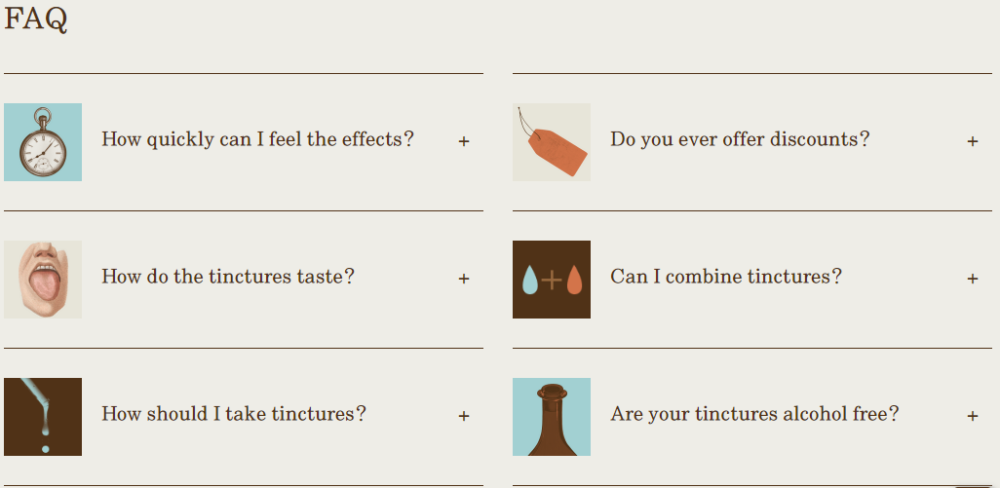 FAQ
How quickly can I feel the effects? +
Do you ever offer discounts? +
How do the tinctures taste? +
Can I combine tinctures? +
How should I take tinctures? +
Are your tinctures alcohol free? +